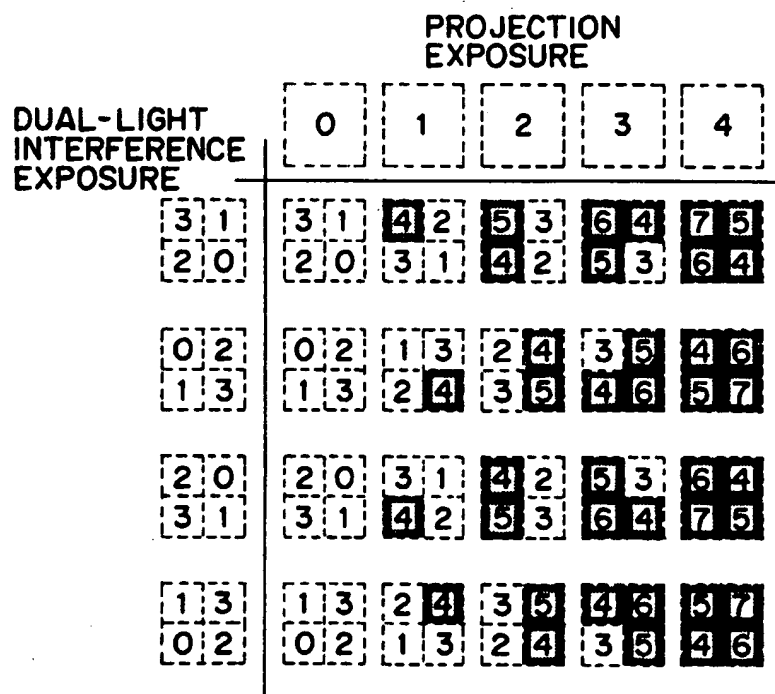 PROJECTION
EXPOSURE
DUAL-LIGHT
INTERFERENCE
EXPOSURE
0 1 2 3 4
3 1 3 1 4 2 5 3 6 4 7 5
2 0 2 0 3 1 4 2 5 3 6 4
0 2 0 2 1 3 2 4 3 5 4 6
1 3 1 3 2 4 3 5 4 6 5 7
2 0 2 0 3 1 4 2 5 3 6 4
3 1 3 1 4 2 5 3 6 4 7 5
1 3 1 3 2 4 3 5 4 6 5 7
0 2 0 2 1 3 2 4 3 5 4 6